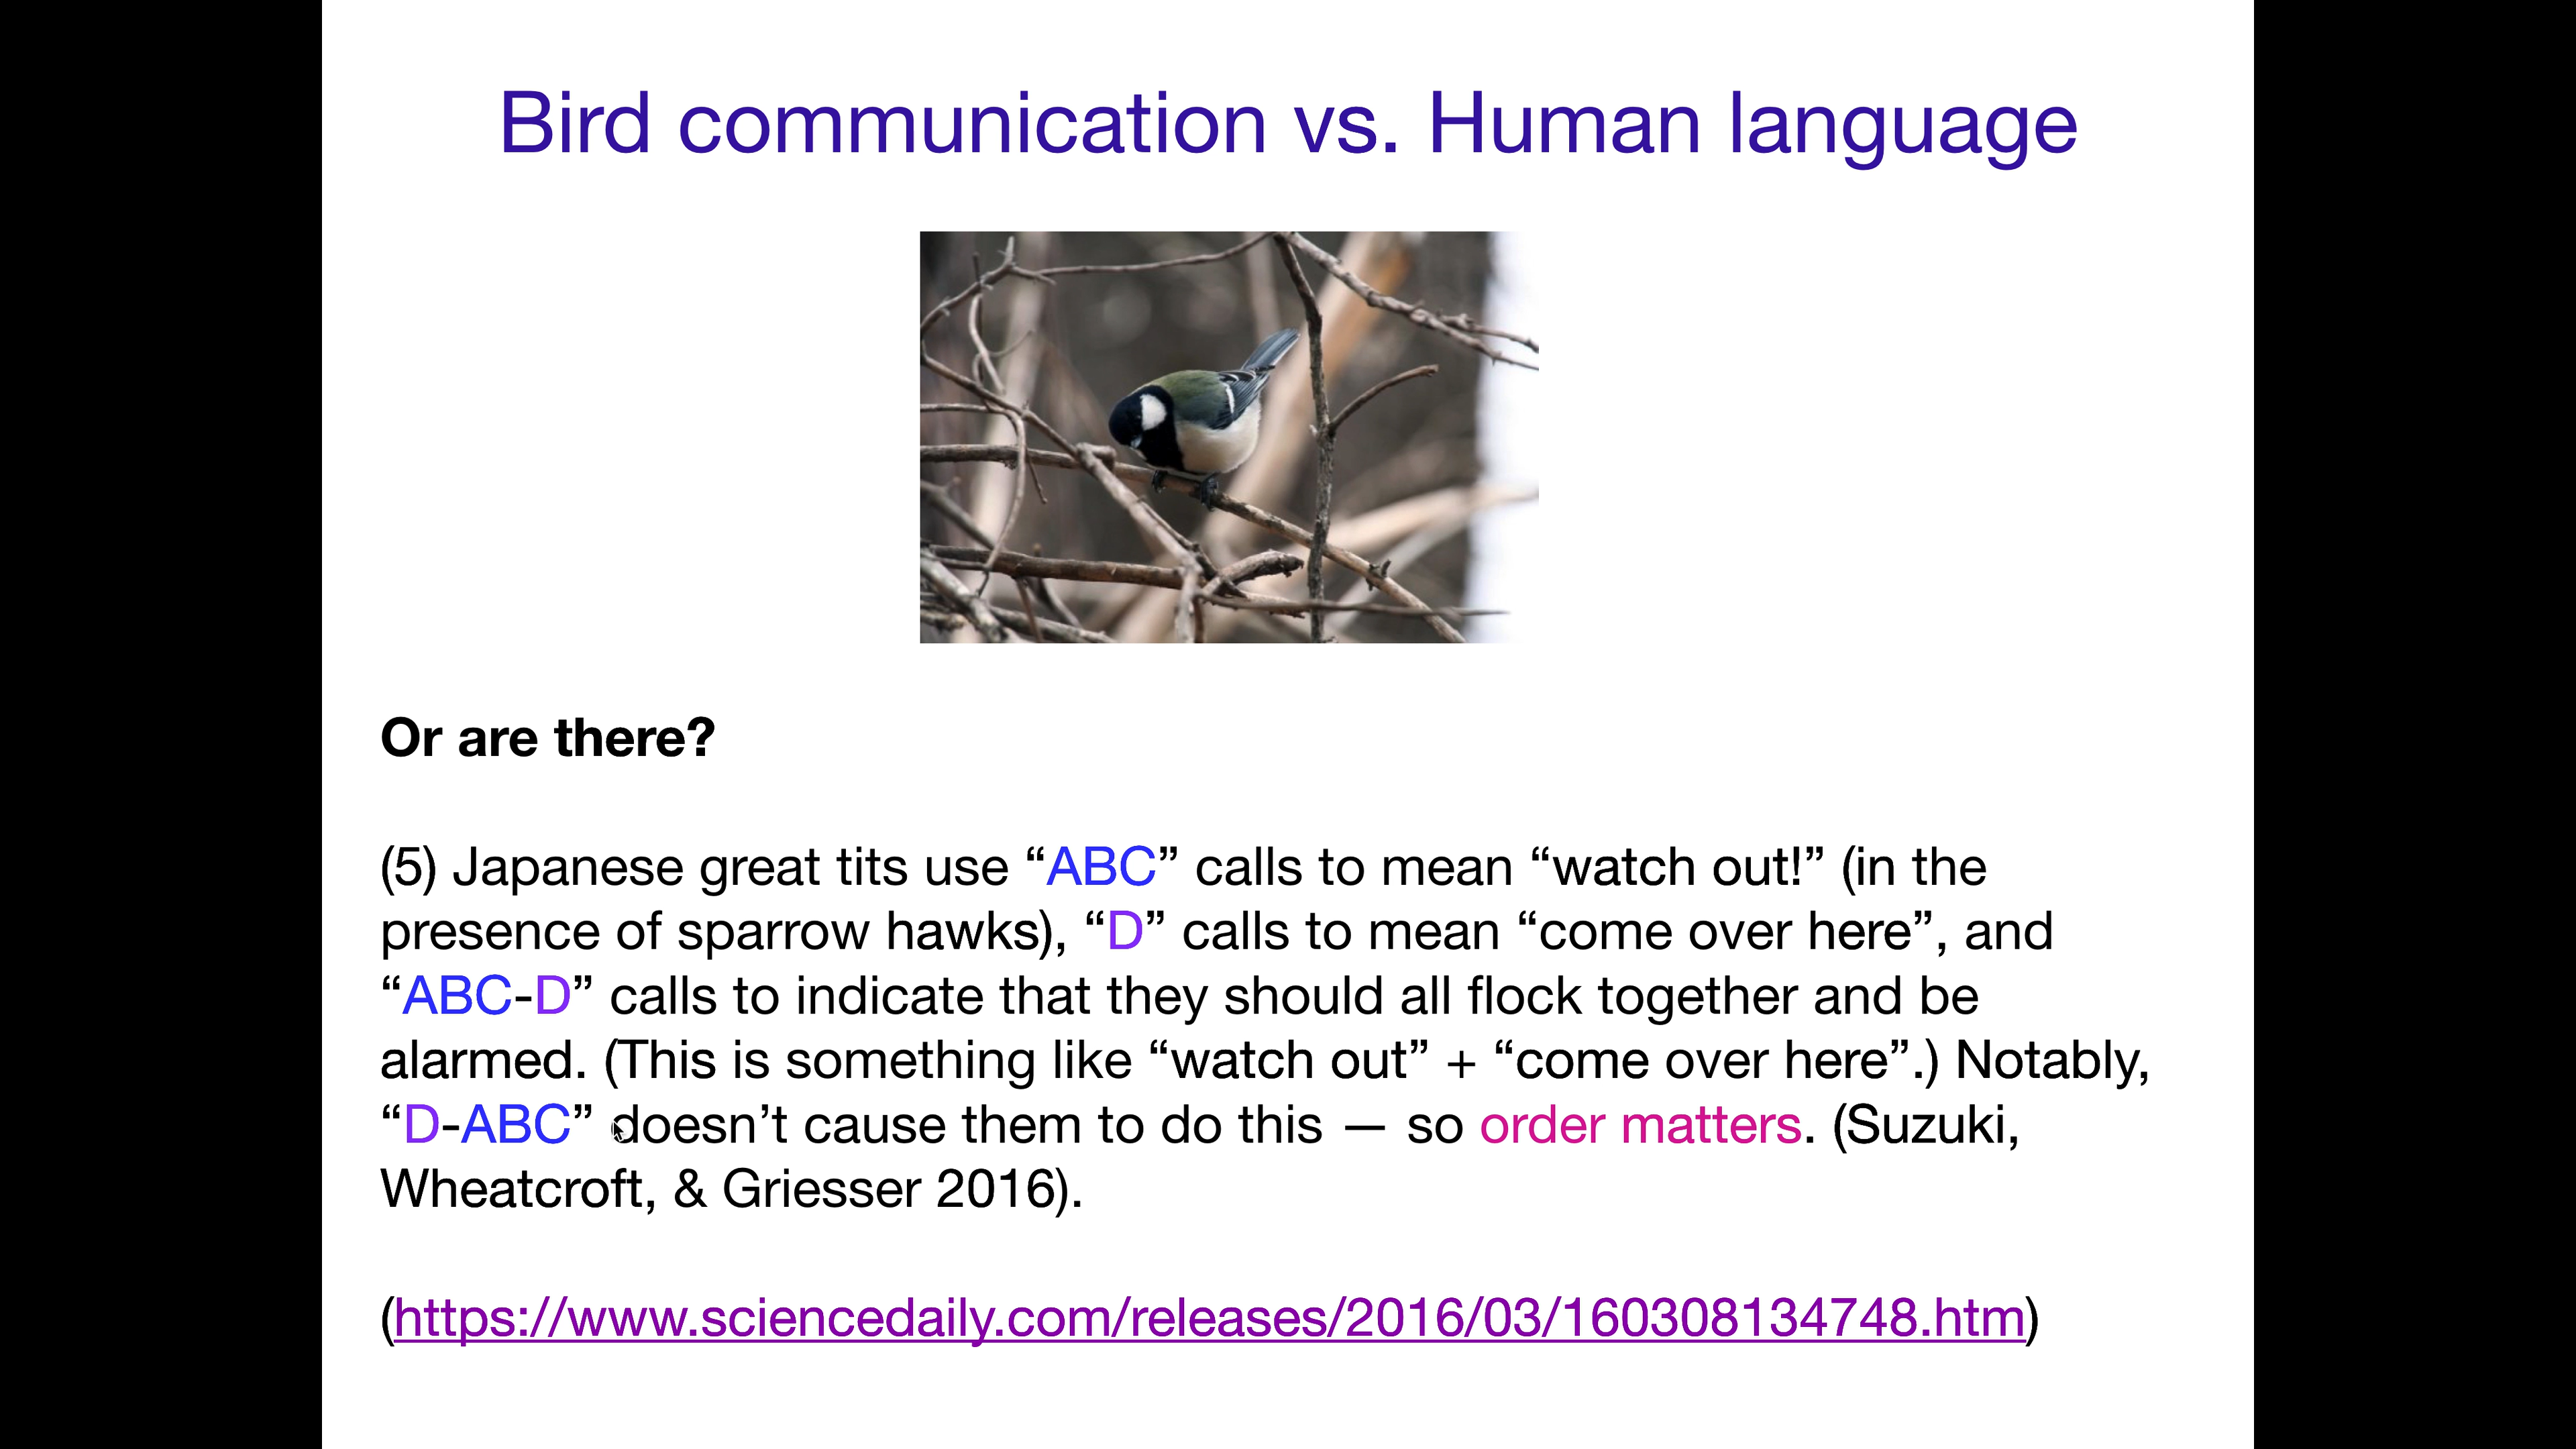 Bird communication vs. Human language
Or are there?
(5) Japanese great tits use “ABC” calls to mean “watch out!” (in the
presence of sparrow hawks), “D” calls to mean “come over here”, and
“ABC-D” calls to indicate that they should all flock together and be
alarmed. (This is something like “watch out” + “come over here”.) Notably,
“D-ABC” doesn’t cause them to do this — so order matters. (Suzuki,
Wheatcroft, & Griesser 2016).
(https://www.sciencedaily.com/releases/2016/03/160308134748.htm)